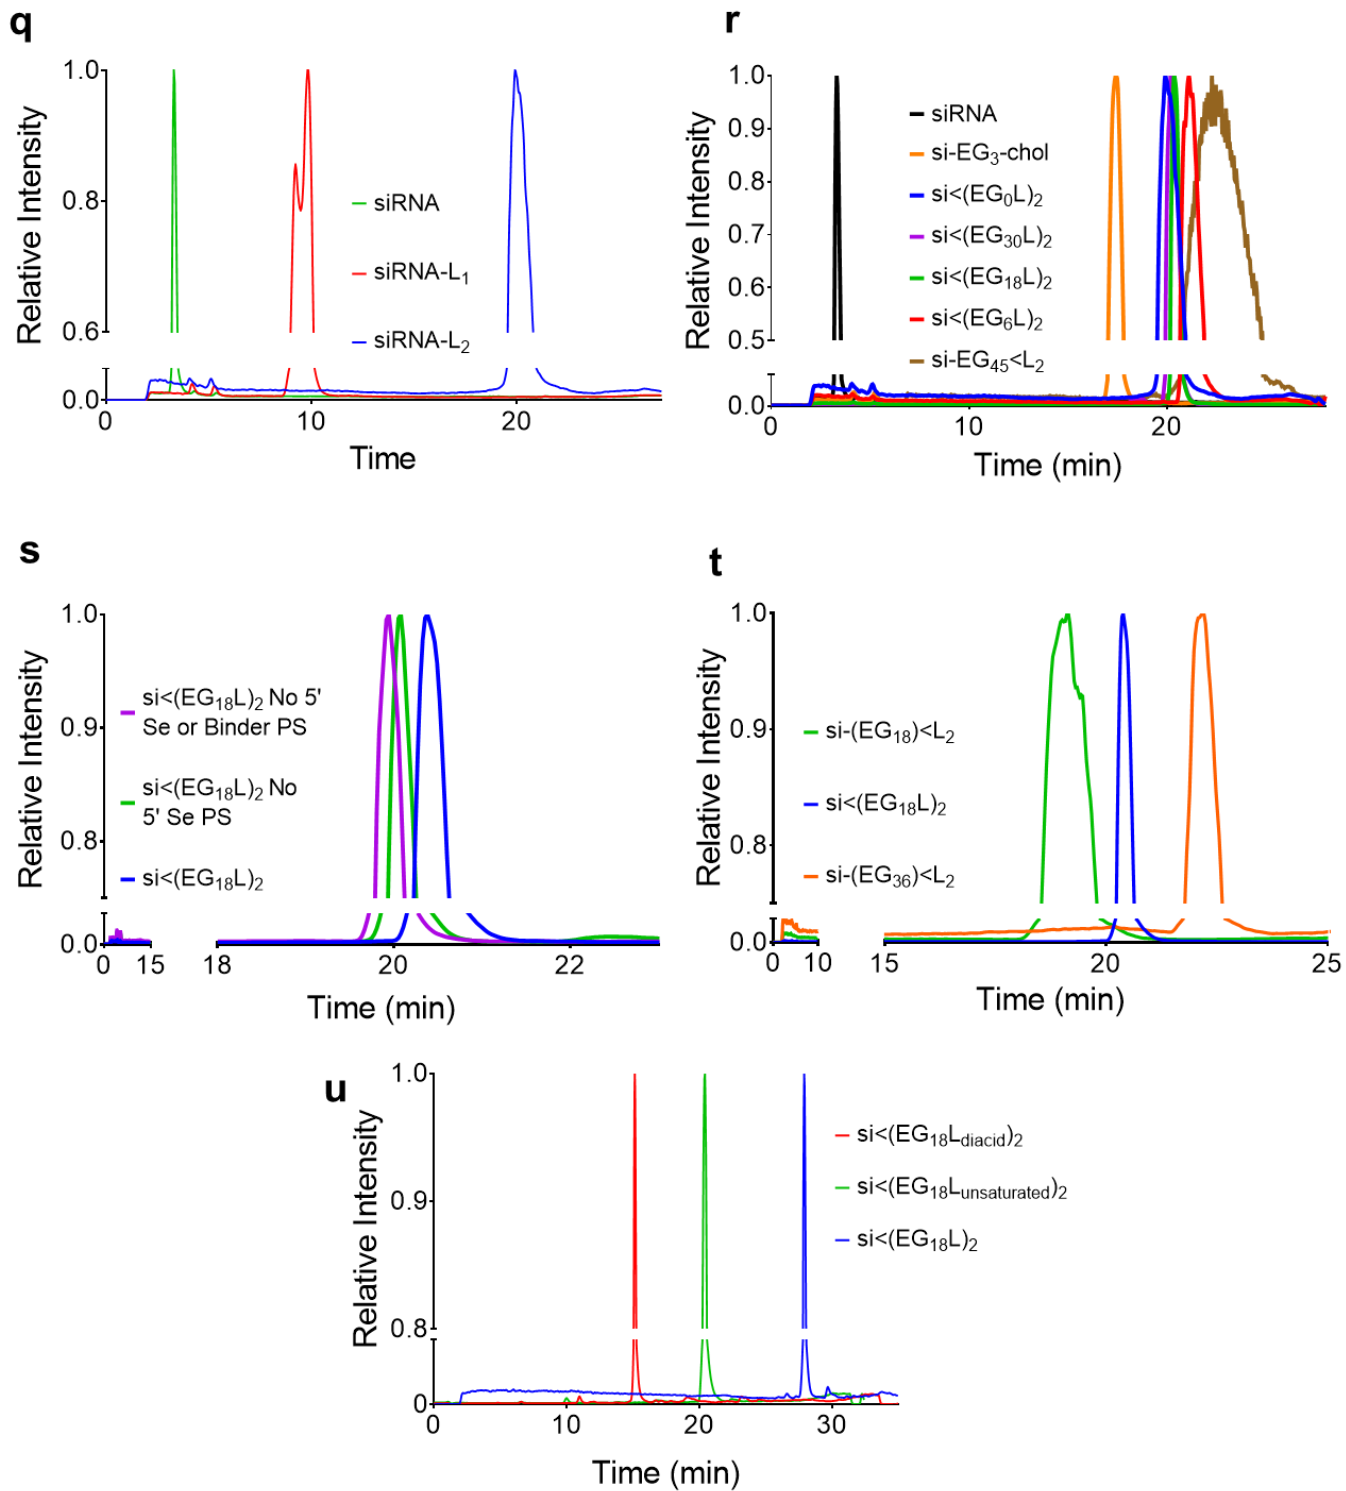 q
Relative Intensity
1.0
0.8
0.6
0.0
0
10
20
Time
siRNA
siRNA-L1
siRNA-L2
r
Relative Intensity
1.0
0.9
0.8
0.7
0.6
0.5
0.0
0
10
20
Time (min)
siRNA
si-EG3-chol
si<(EG0L)2
si<(EG30L)2
si<(EG18L)2
si<(EG6L)2
si-EG45<L2
s
Relative Intensity
1.0
0.9
0.8
0.0
0
15
18
20
22
Time (min)
si<(EG18L)2 No 5'
Se or Binder PS
si<(EG18L)2 No
5' Se PS
si<(EG18L)2
t
Relative Intensity
1.0
0.9
0.8
0.0
0
10
15
20
25
Time (min)
si-(EG18)<L2
si<(EG18L)2
si-(EG36)<L2
u
Relative Intensity
1.0
0.9
0.8
0
0
10
20
30
Time (min)
si<(EG18Ldiacid)2
si<(EG18Lunsaturated)2
si<(EG18L)2